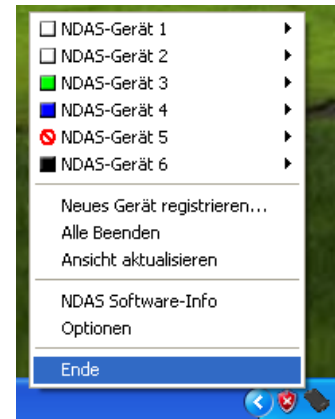 NDAS-Gerät 1
NDAS-Gerät 2
NDAS-Gerät 3
NDAS-Gerät 4
NDAS-Gerät 5
NDAS-Gerät 6
Neues Gerät registrieren...
Alle Beenden
Ansicht aktualisieren
NDAS Software-Info
Optionen
Ende